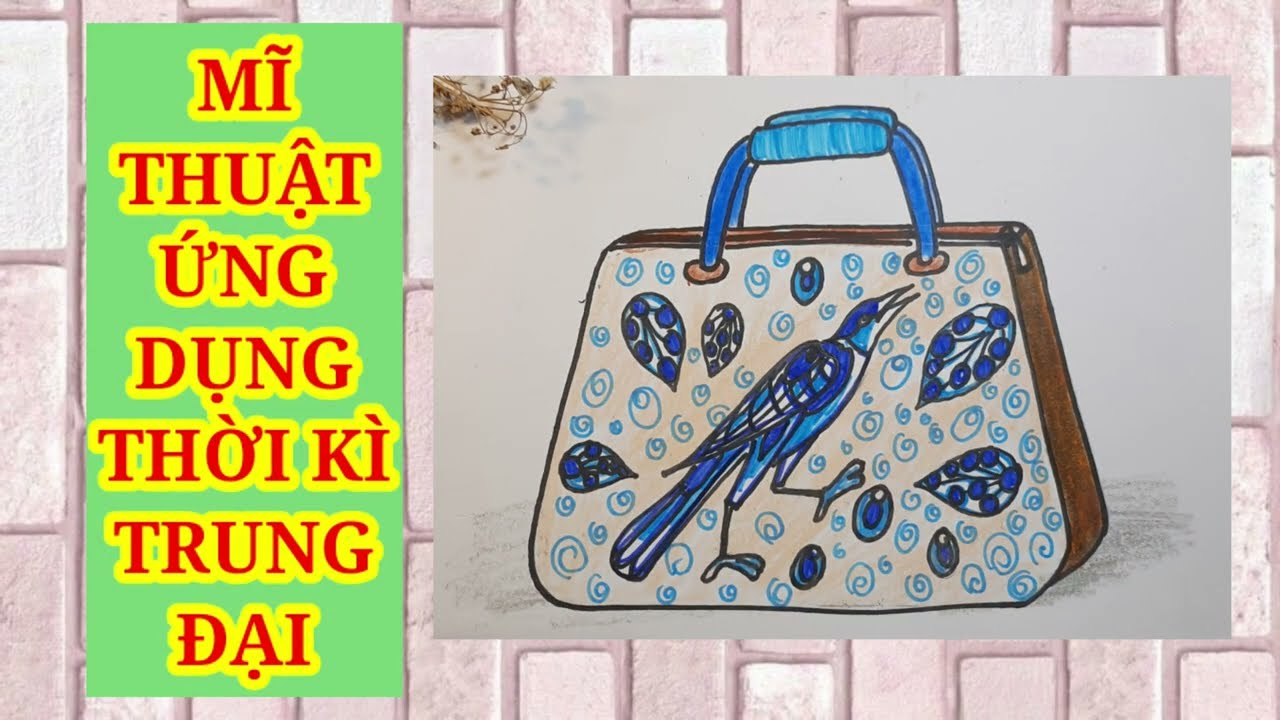 MĨ
THUẬT
ỨNG
DỤNG
THỜI KÌ
TRUNG
ĐẠI